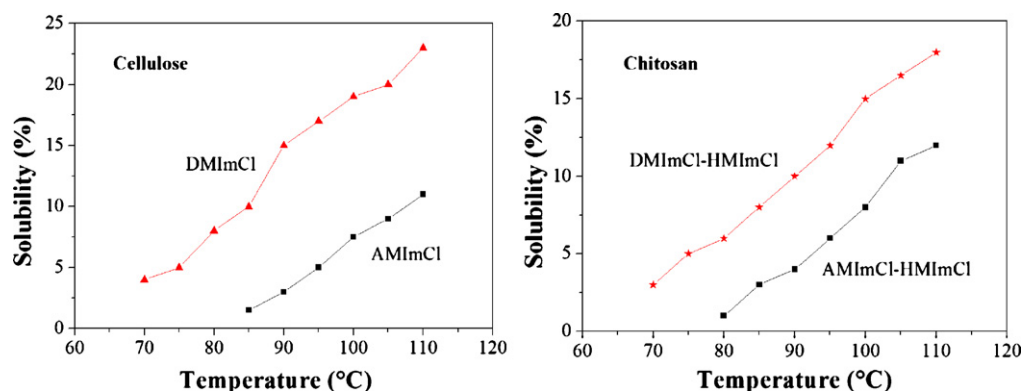 25
20
15
10
5
0
Solubility (%)
Cellulose
DMImCl
AMImCl
60 70 80 90 100 110 120
Temperature (°C)
20
15
10
5
0
Solubility (%)
Chitosan
DMImCl-HMImCl
AMImCl-HMImCl
60 70 80 90 100 110 120
Temperature (°C)